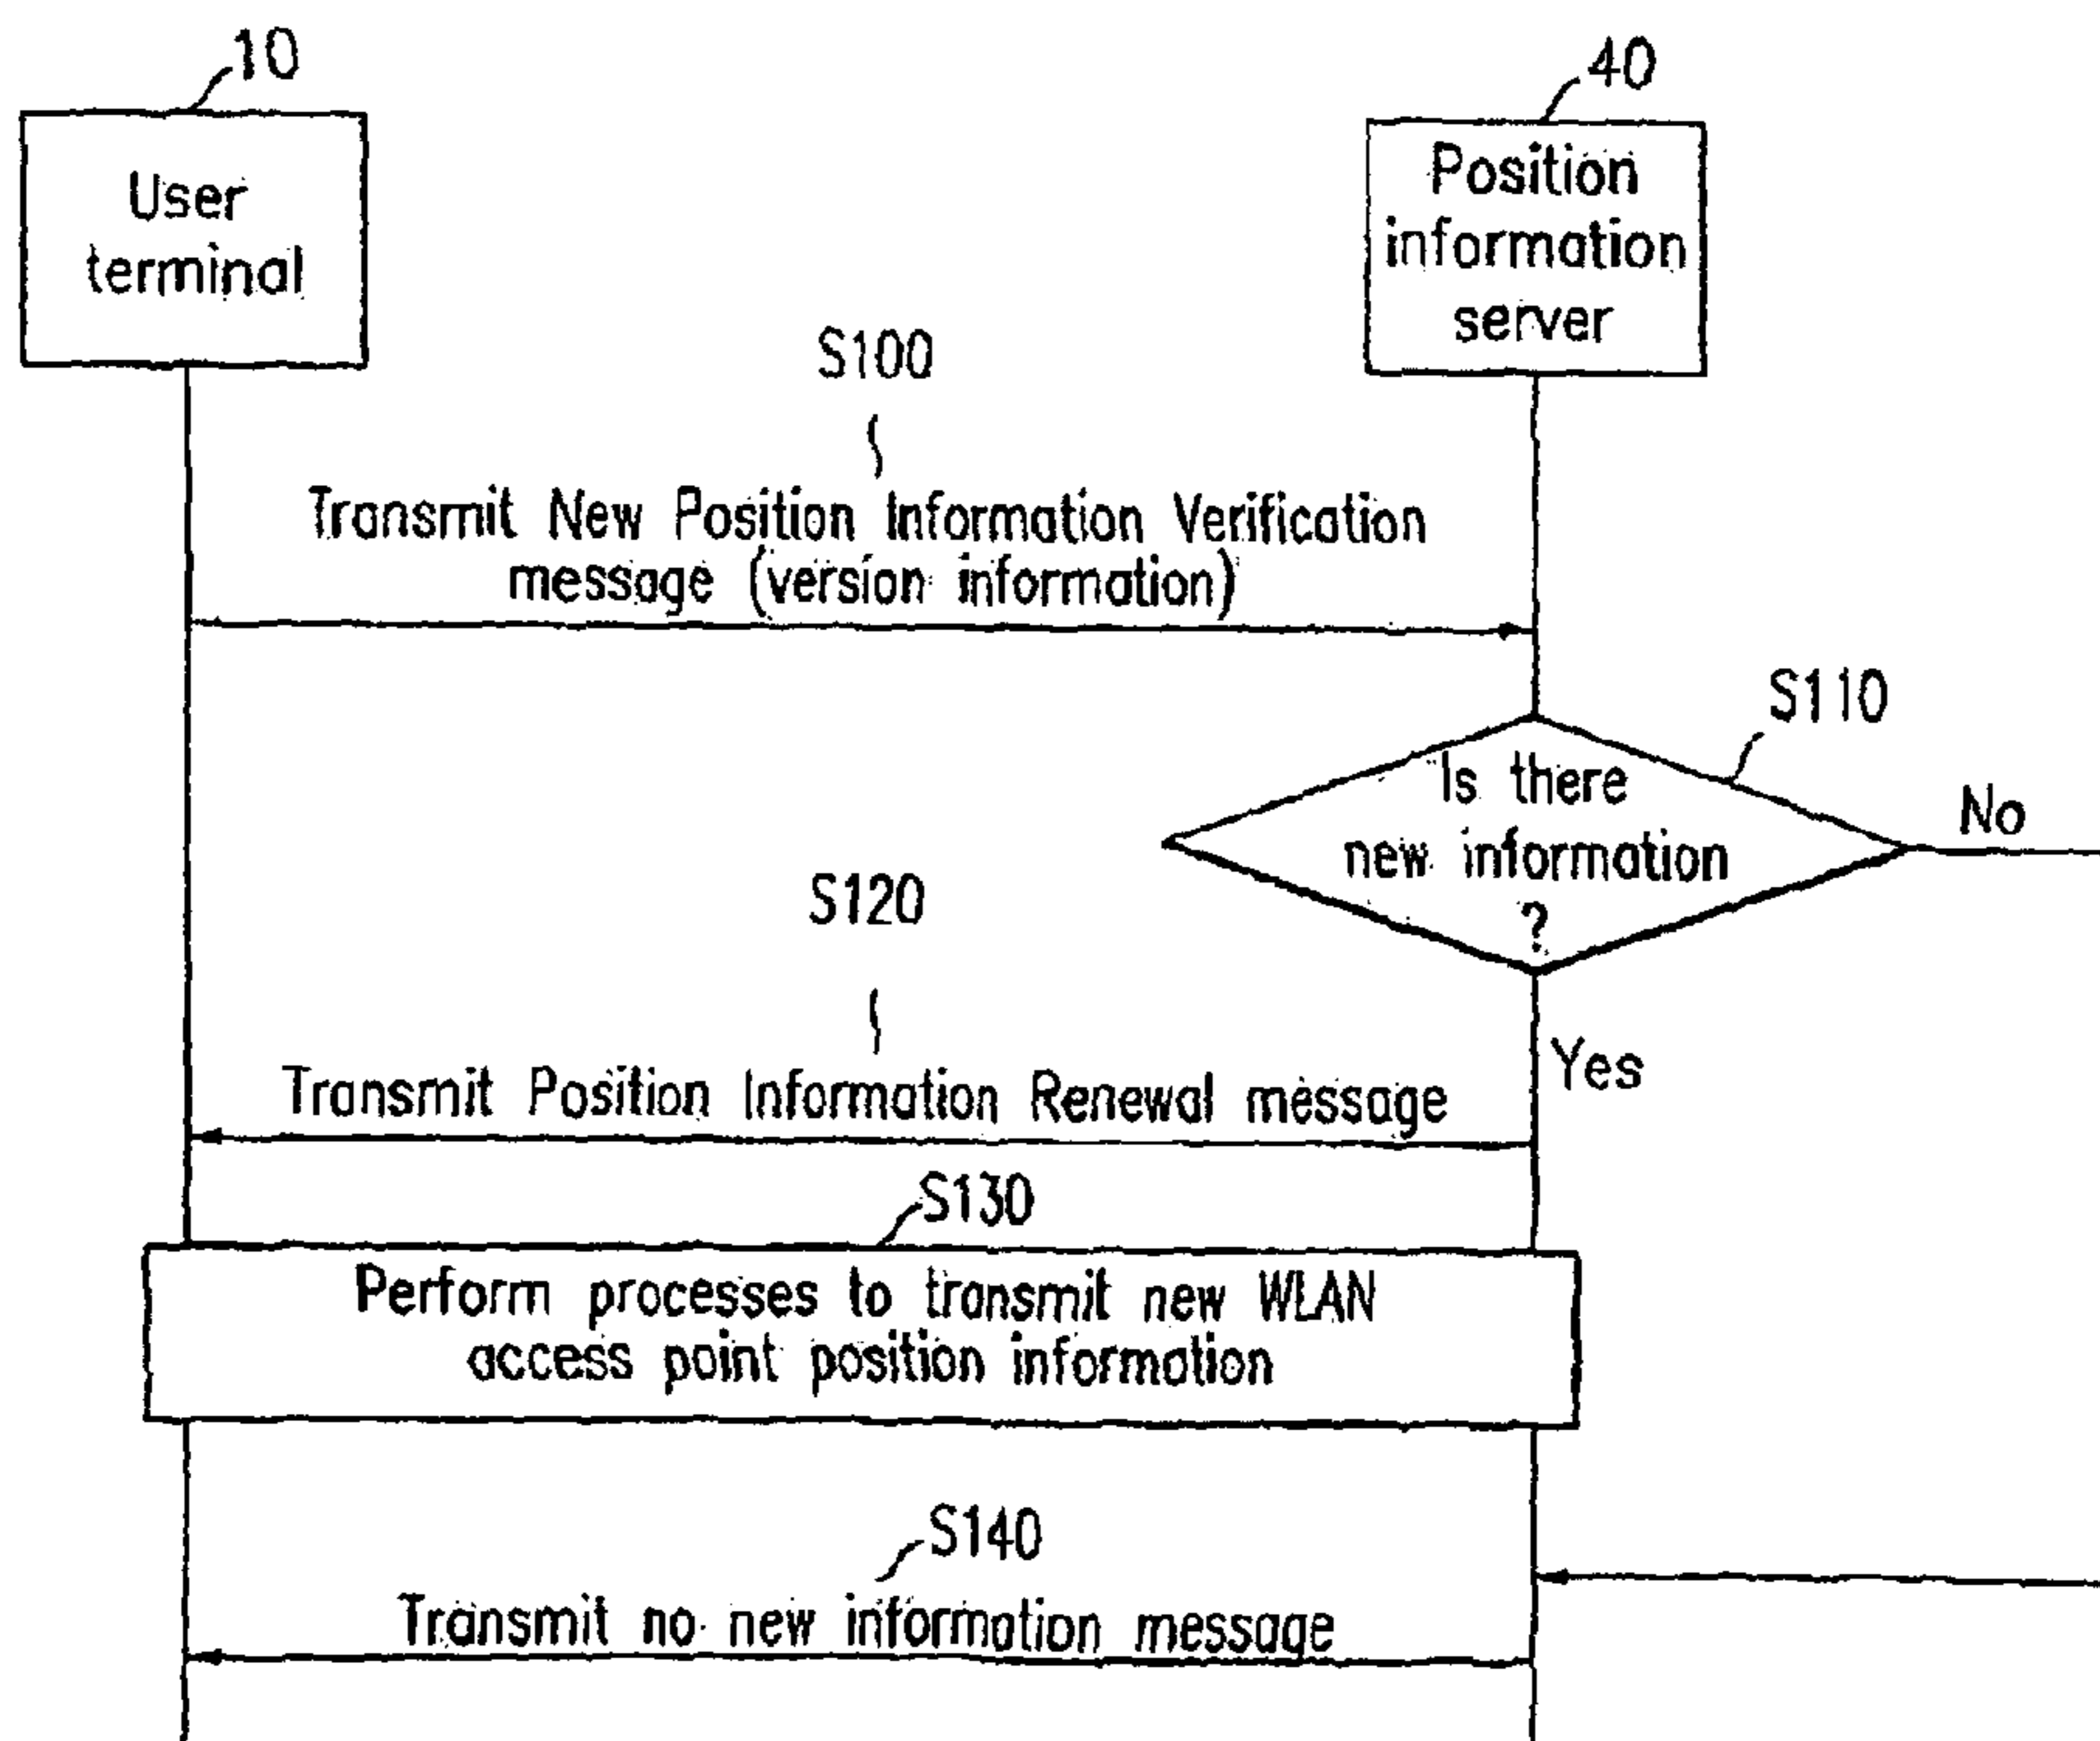 10
40
User
terminal
Position
information
server
S100
Transmit New Position Information Verification
message (version information)
S110
Is there
new information
?
No
S120
Yes
Transmit Position Information Renewal message
S130
Perform processes to transmit new WLAN
access point position information
S140
Transmit no new information message